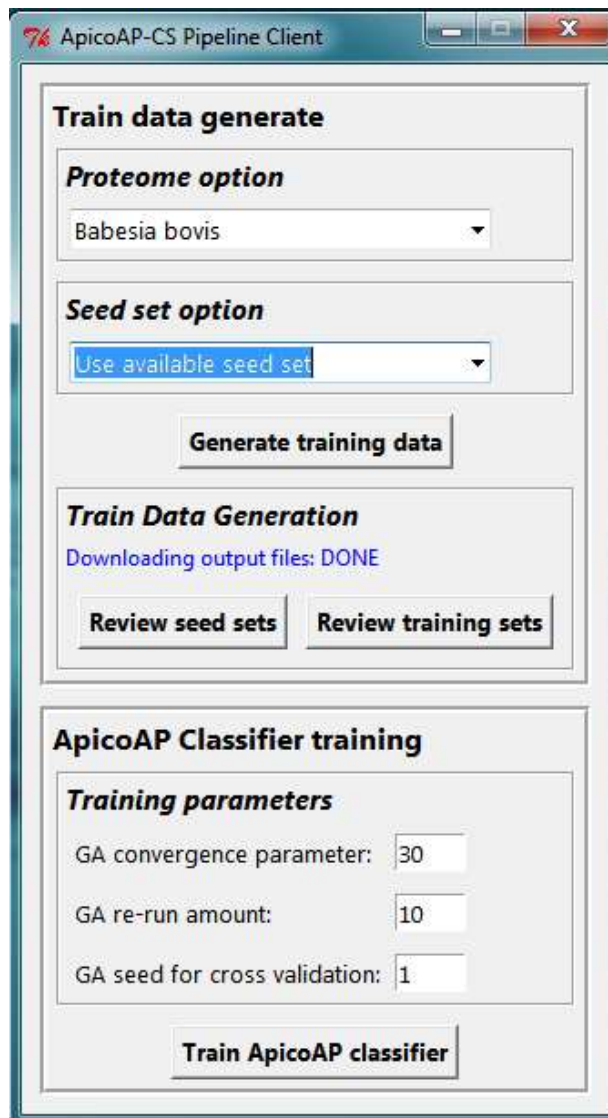 ApicoAP-CS Pipeline Client
Train data generate
Proteome option
Babesia bovis
Seed set option
Use available seed set
Generate training data
Train Data Generation
Downloading output files: DONE
Review seed sets Review training sets
ApicoAP Classifier training
Training parameters
GA convergence parameter: 30
GA re-run amount: 10
GA seed for cross validation: 1
Train ApicoAP classifier